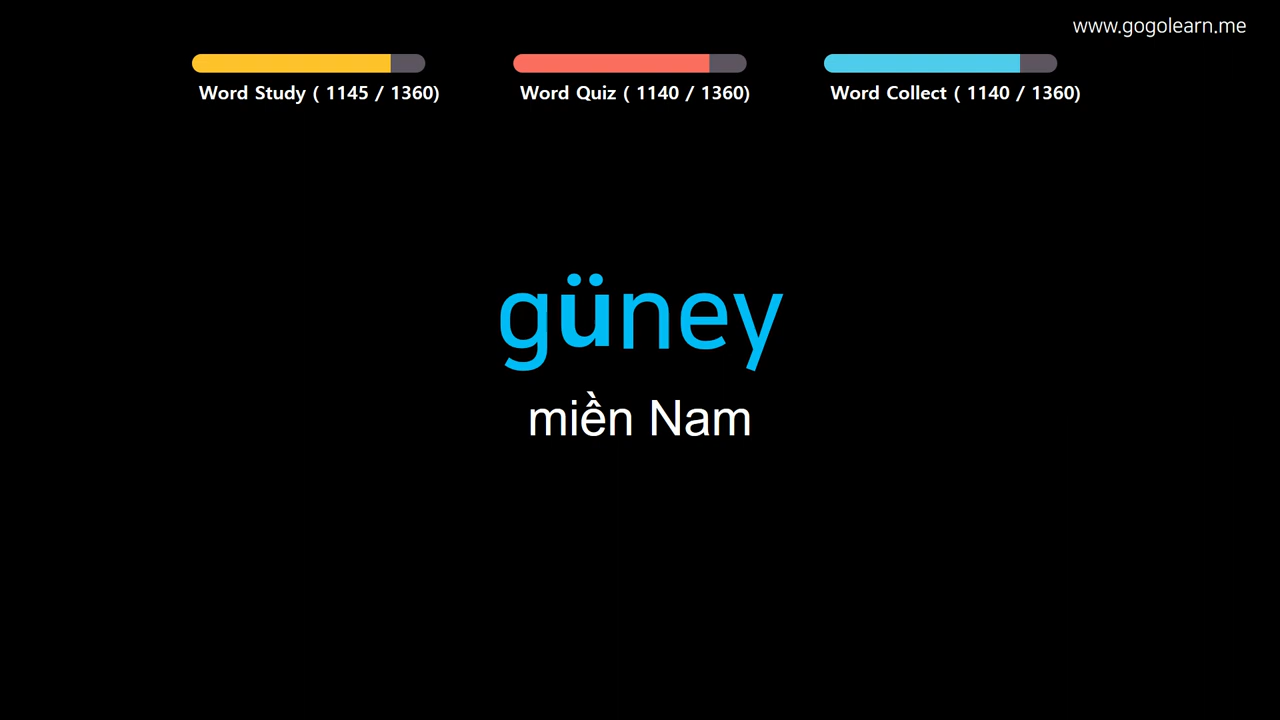 www.gogolearn.me
Word Study ( 1145 / 1360)
Word Quiz ( 1140 / 1360)
Word Collect ( 1140 / 1360)
güney
miền Nam